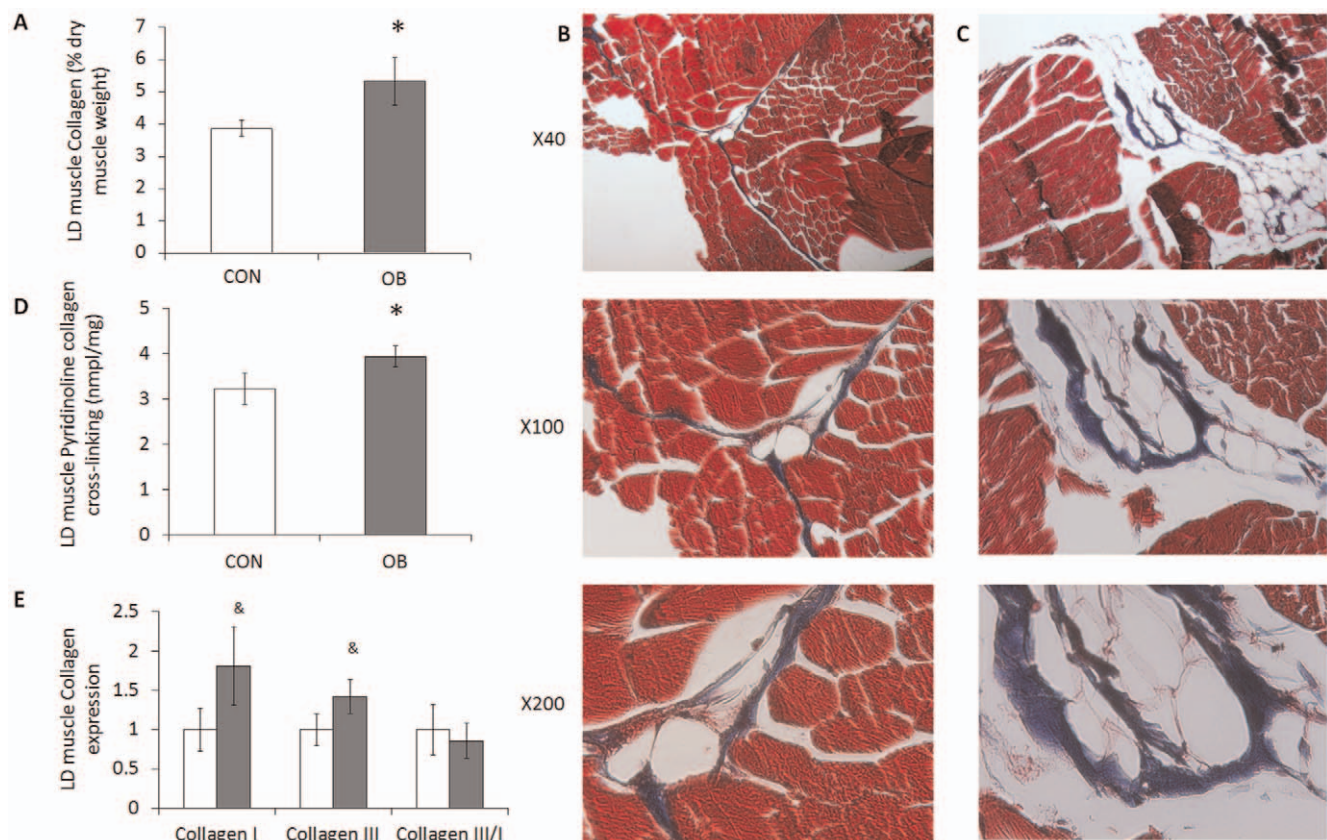 A
LD muscle Collagen (% dry
muscle weight)
7
6
5
4
3
2
1
0
*
CON
OB
B
C
X40
D
LD muscle Pyridinoline collagen
cross-linking (nmpl/mg)
5
4
3
2
1
0
*
CON
OB
X100
E
LD muscle Collagen
expression
2.5
2
1.5
1
0.5
0
&
&
Collagen I
Collagen III
Collagen III/I
X200